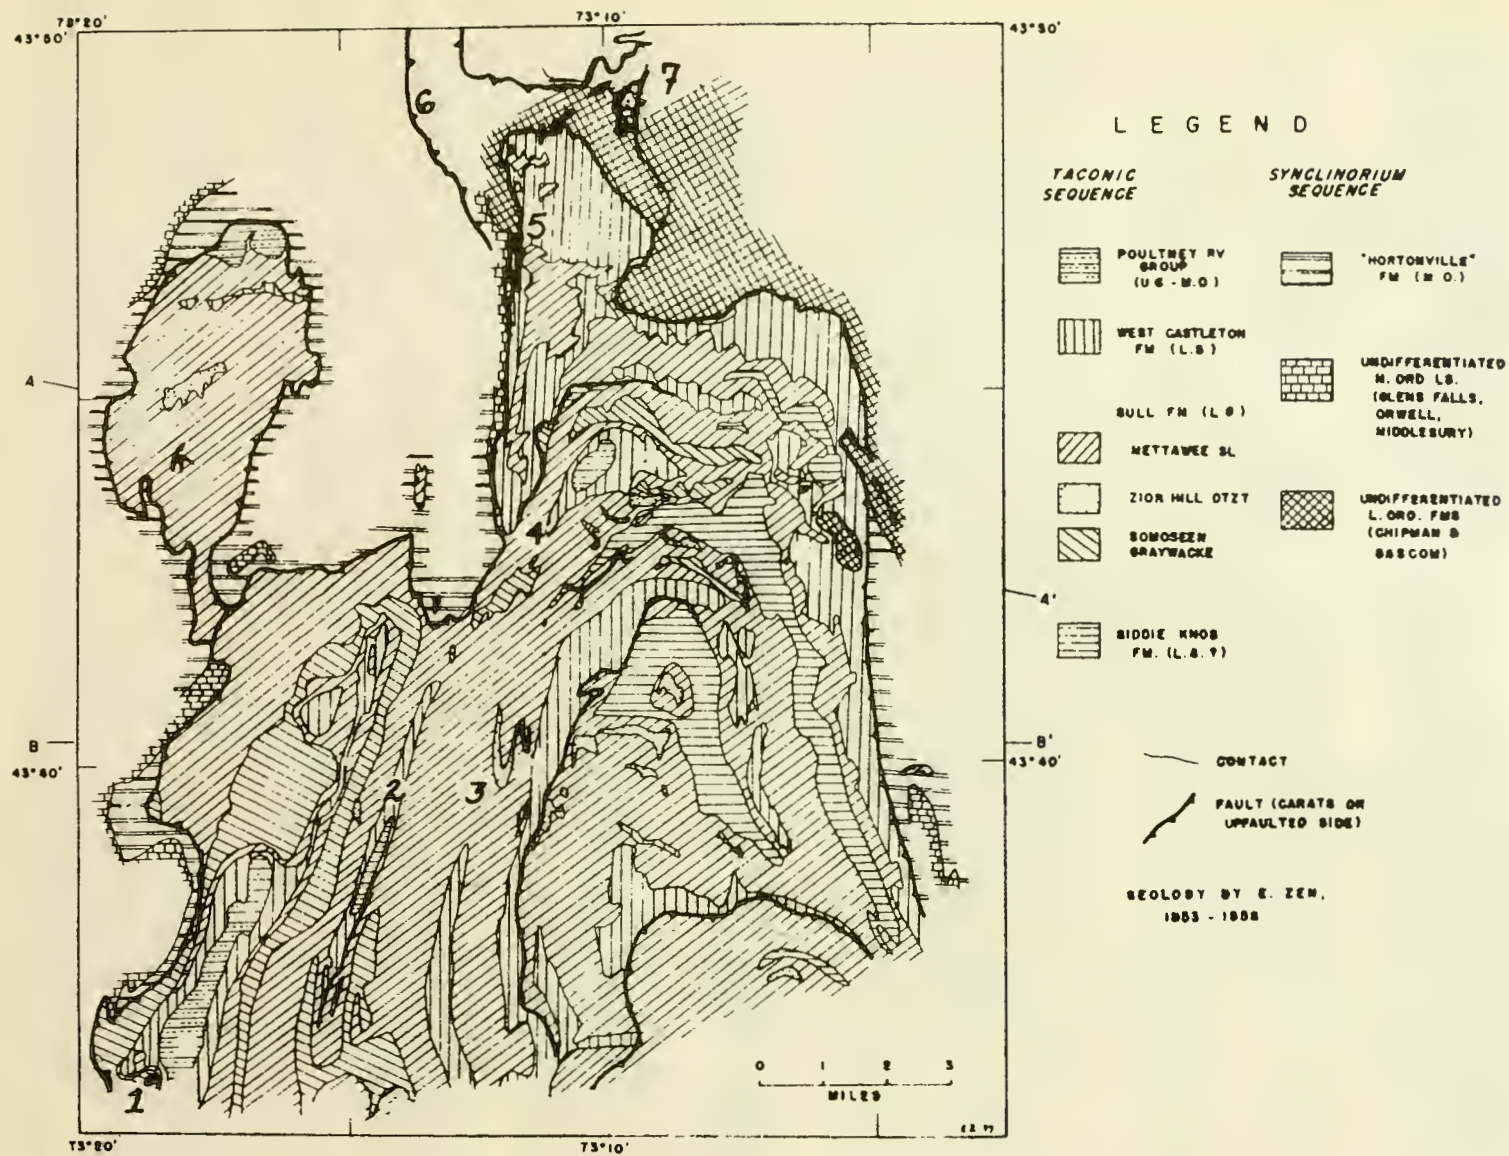 73°20'
73°10'
43°50'
43°50'
7
6
5
A
4
A'
B
B'
43°40'
43°40'
2
3
1
0 1 2 3
MILES
73°20'
73°10'
LEGEND
TACONIC
SEQUENCE
POULTNEY RV
GROUP
(U Є - M.O)
WEST CASTLETON
FM (L.Є)
BULL FM (L Є)
METTAWEE SL
ZION HILL QTZT
BOMOSEEN
GRAYWACKE
BIDDIE KNOB
FM. (L.Є.?)
SYNCLINORIUM
SEQUENCE
"HORTONVILLE"
FM (M O.)
UNDIFFERENTIATED
M. ORD LS.
(GLENS FALLS,
ORWELL,
MIDDLEBURY)
UNDIFFERENTIATED
L. ORD. FMS
(CHIPMAN &
BASCOM)
CONTACT
FAULT (CARATS ON
UPFAULTED SIDE)
GEOLOGY BY E. ZEN,